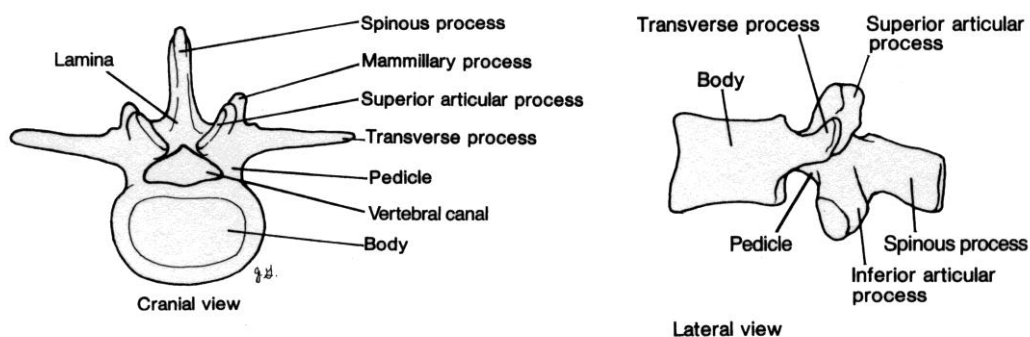 Spinous process
Lamina
Mammillary process
Superior articular process
Transverse process
Pedicle
Vertebral canal
Body
g.H.
Cranial view
Transverse process
Superior articular
process
Body
Pedicle
Spinous process
Inferior articular
process
Lateral view